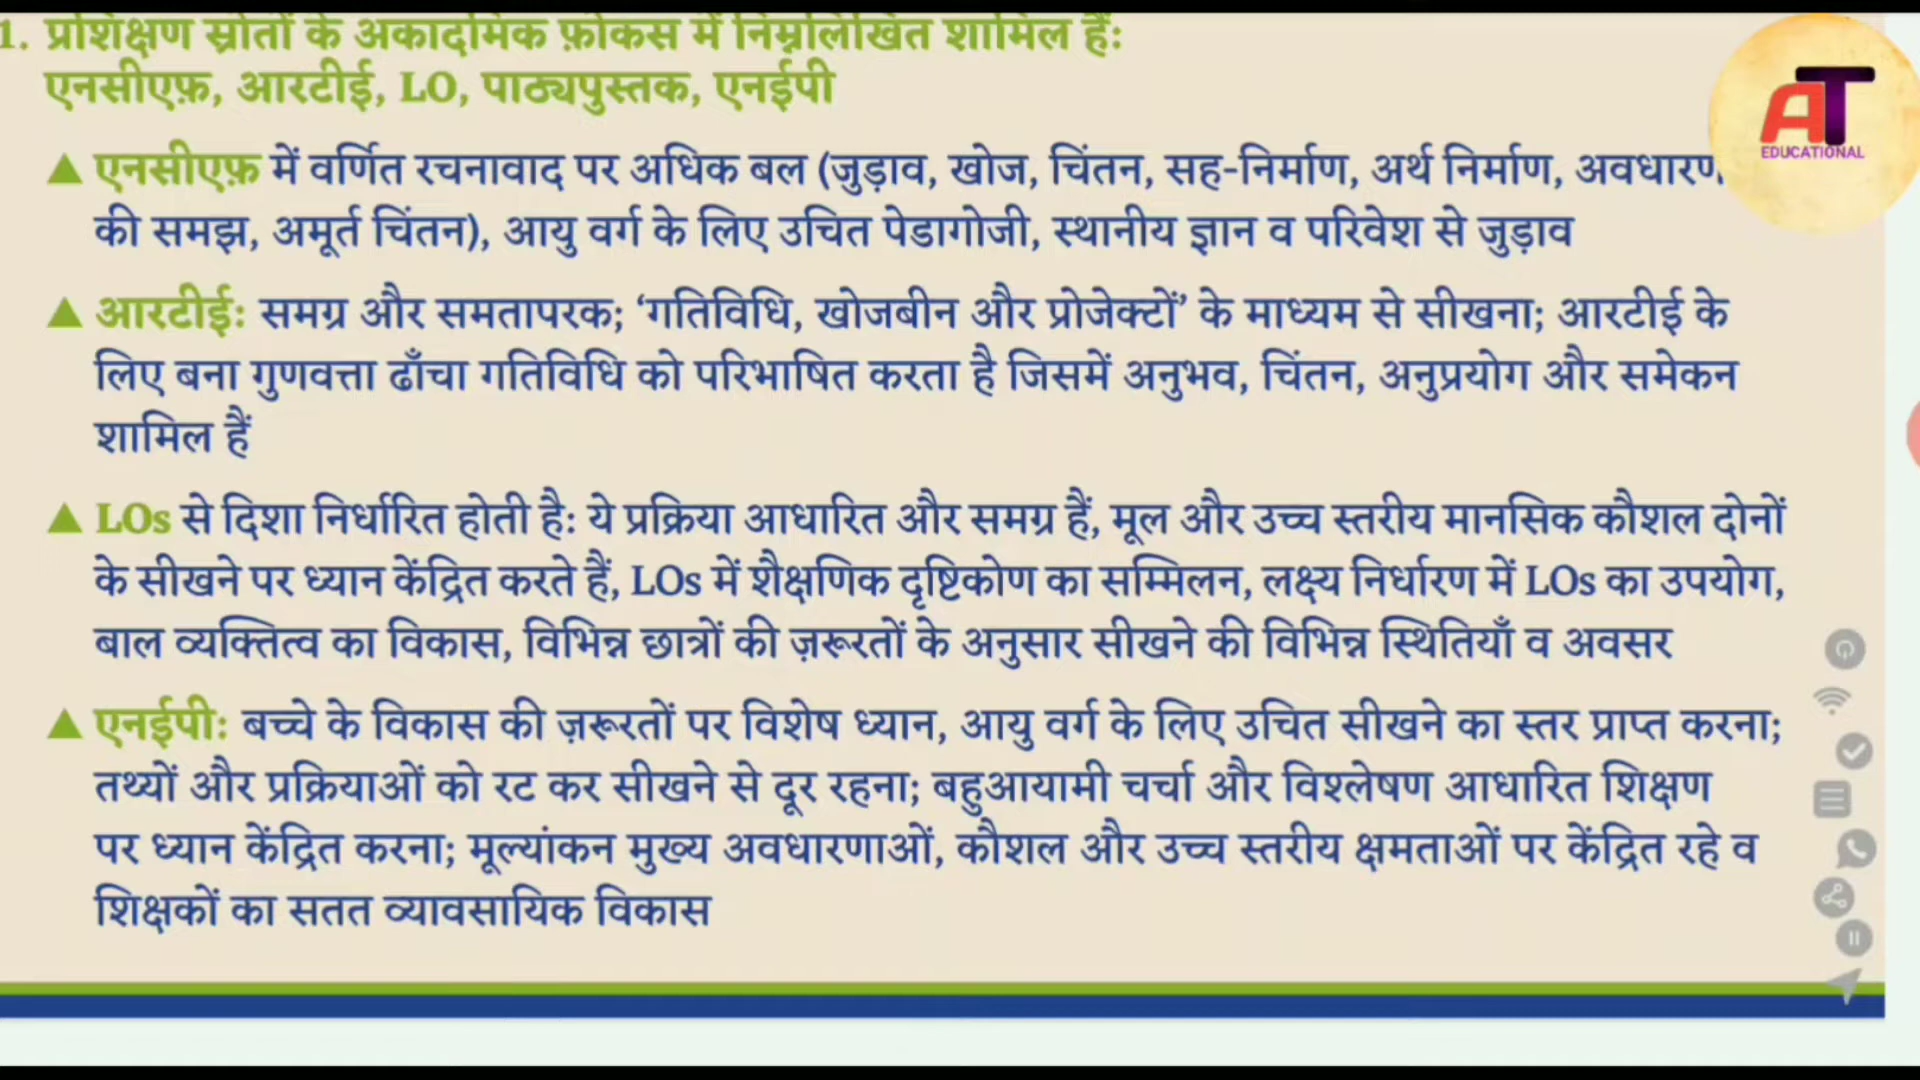 1. प्रशिक्षण स्रोतों के अकादमिक फ़ोकस में निम्नलिखित शामिल हैं:
एनसीएफ़, आरटीई, LO, पाठ्यपुस्तक, एनईपी
AT
EDUCATIONAL
▲ एनसीएफ़ में वर्णित रचनावाद पर अधिक बल (जुड़ाव, खोज, चिंतन, सह-निर्माण, अर्थ निर्माण,
की समझ, अमूर्त चिंतन), आयु वर्ग के लिए उचित पेडागोजी, स्थानीय ज्ञान व परिवेश से जुड़ाव
▲ आरटीई: समग्र और समतापरक; ‘गतिविधि, खोजबीन और प्रोजेक्टों’ के माध्यम से सीखना; आरटीई के
लिए बना गुणवत्ता ढाँचा गतिविधि को परिभाषित करता है जिसमें अनुभव, चिंतन, अनुप्रयोग और समेकन
शामिल हैं
▲ LOs से दिशा निर्धारित होती है: ये प्रक्रिया आधारित और समग्र हैं, मूल और उच्च स्तरीय मानसिक कौशल दोनों
के सीखने पर ध्यान केंद्रित करते हैं, LOs में शैक्षणिक दृष्टिकोण का सम्मिलन, लक्ष्य निर्धारण में LOs का उपयोग,
बाल व्यक्तित्व का विकास, विभिन्न छात्रों की ज़रूरतों के अनुसार सीखने की विभिन्न स्थितियाँ व अवसर
▲ एनईपी: बच्चे के विकास की ज़रूरतों पर विशेष ध्यान, आयु वर्ग के लिए उचित सीखने का स्तर प्राप्त करना;
तथ्यों और प्रक्रियाओं को रट कर सीखने से दूर रहना; बहुआयामी चर्चा और विश्लेषण आधारित शिक्षण
पर ध्यान केंद्रित करना; मूल्यांकन मुख्य अवधारणाओं, कौशल और उच्च स्तरीय क्षमताओं पर केंद्रित रहे व
शिक्षकों का सतत व्यावसायिक विकास